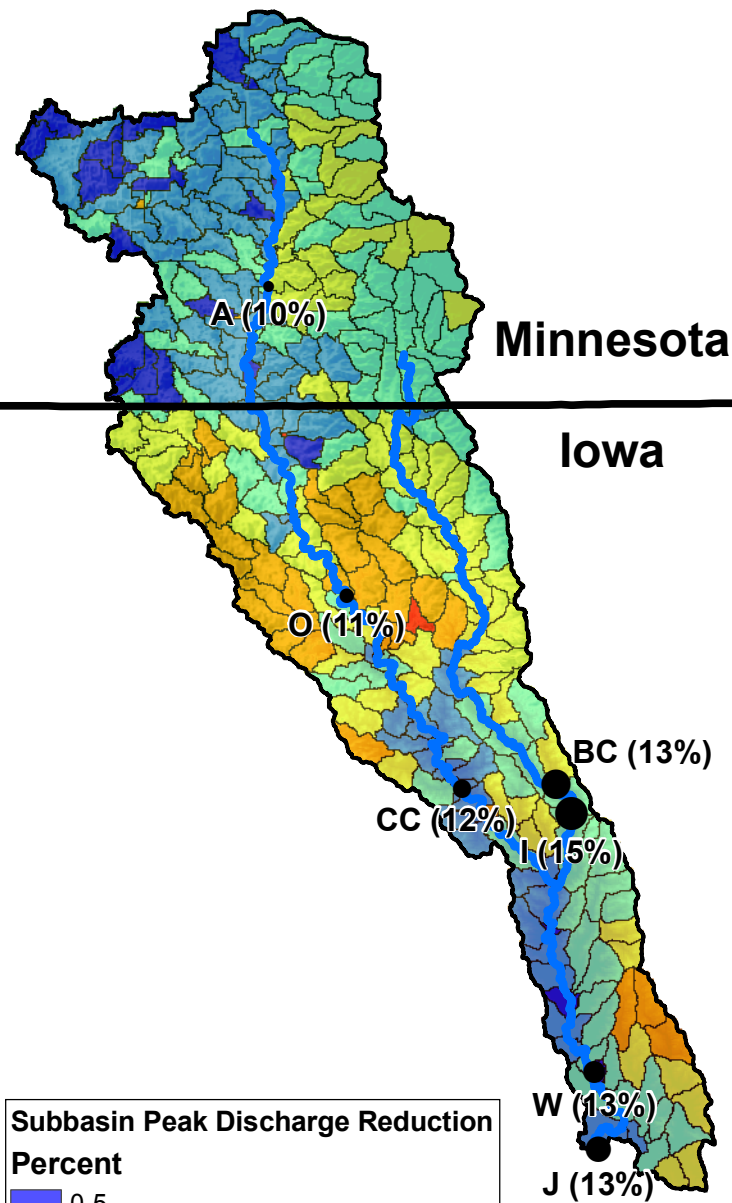 A (10%)
Minnesota
Iowa
O (11%)
BC (13%)
CC (12%)
I (15%)
W (13%)
J (13%)
Subbasin Peak Discharge Reduction
Percent